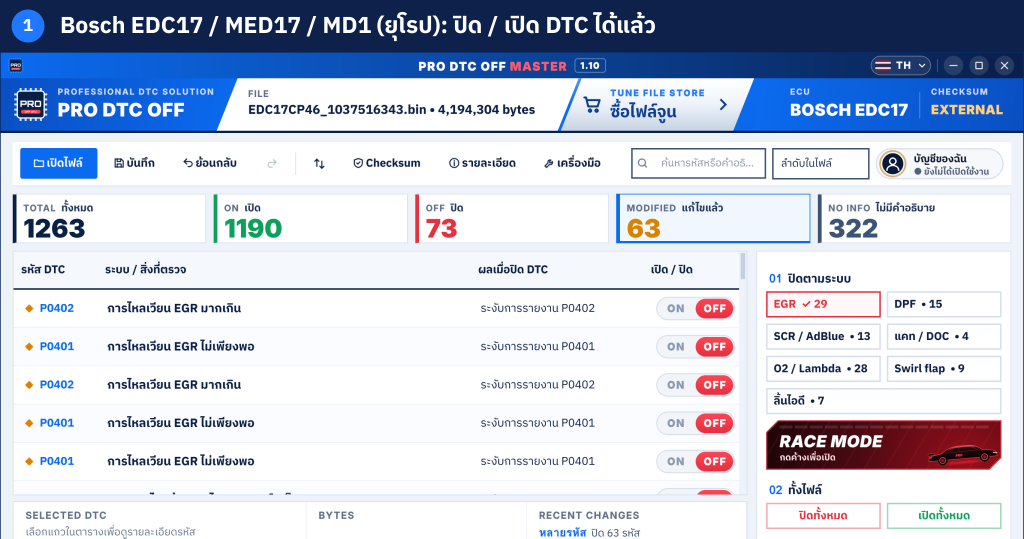 1 Bosch EDC17 / MED17 / MD1 (ยุโรป): ปิด / เปิด DTC ได้แล้ว
PRO PRO DTC OFF MASTER 1.10 TH
PRO PROFESSIONAL DTC SOLUTION
PRO DTC OFF
FILE
EDC17CP46_1037516343.bin • 4,194,304 bytes
TUNE FILE STORE
ซื้อไฟล์จูน
ECU
BOSCH EDC17
CHECKSUM
EXTERNAL
เปิดไฟล์ บันทึก ย้อนกลับ Checksum รายละเอียด เครื่องมือ ค้นหารหัสหรือคำอธิ... ลำดับในไฟล์
บัญชีของฉัน
ยังไม่ได้เปิดใช้งาน
TOTAL ทั้งหมด
1263
ON เปิด
1190
OFF ปิด
73
MODIFIED แก้ไขแล้ว
63
NO INFO ไม่มีคำอธิบาย
322
รหัส DTC ระบบ / สิ่งที่ตรวจ ผลเมื่อปิด DTC เปิด / ปิด
P0402 การไหลเวียน EGR มากเกิน ระงับการรายงาน P0402 ON OFF
P0401 การไหลเวียน EGR ไม่เพียงพอ ระงับการรายงาน P0401 ON OFF
P0402 การไหลเวียน EGR มากเกิน ระงับการรายงาน P0402 ON OFF
P0401 การไหลเวียน EGR ไม่เพียงพอ ระงับการรายงาน P0401 ON OFF
P0401 การไหลเวียน EGR ไม่เพียงพอ ระงับการรายงาน P0401 ON OFF
SELECTED DTC
เลือกแถวในตารางเพื่อดูรายละเอียดรหัส
BYTES
RECENT CHANGES
หลายรหัส ปิด 63 รหัส
01 ปิดตามระบบ
EGR ✓ 29 DPF • 15
SCR / AdBlue • 13 แคท / DOC • 4
O2 / Lambda • 28 Swirl flap • 9
ลิ้นไอดี • 7
RACE MODE
กดค้างเพื่อเปิด
02 ทั้งไฟล์
ปิดทั้งหมด เปิดทั้งหมด